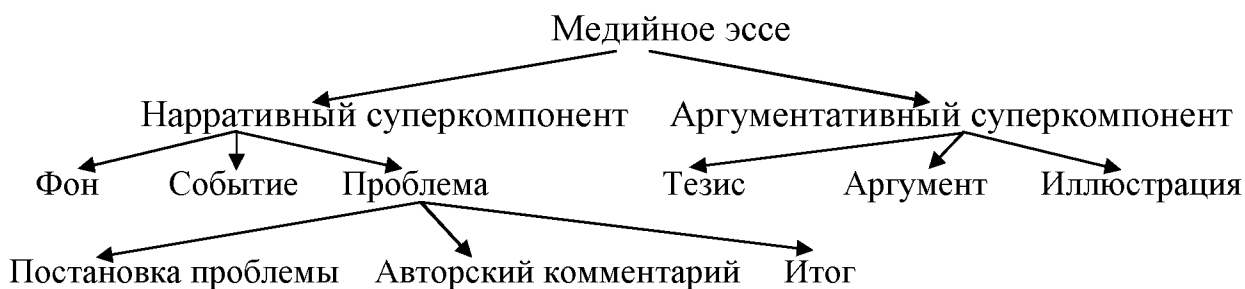 Медийное эссе
Нарративный суперкомпонент Аргументативный суперкомпонент
Фон Событие Проблема Тезис Аргумент Иллюстрация
Постановка проблемы Авторский комментарий Итог